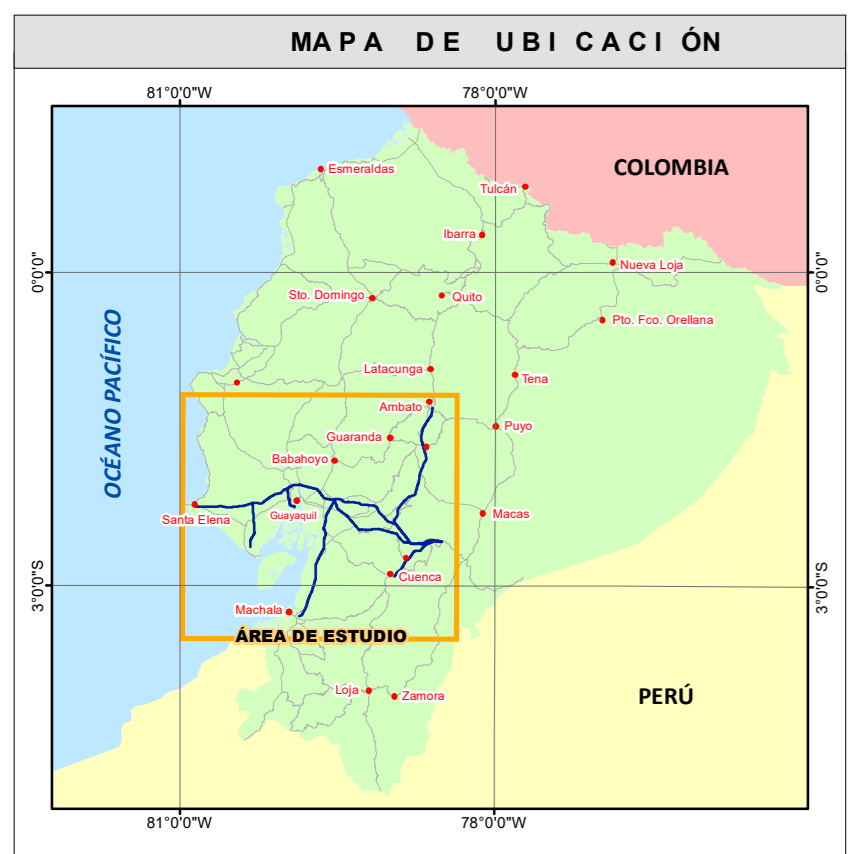 MAPA DE UBICACIÓN
81°0'0"W
78°0'0"W
COLOMBIA
Esmeraldas
Tulcán
Ibarra
Nueva Loja
0°0'0"
0°0'0"
Sto. Domingo
Quito
Pto. Fco. Orellana
OCÉANO PACÍFICO
Latacunga
Tena
Ambato
Puyo
Guaranda
Babahoyo
Santa Elena
Guayaquil
Macas
Cuenca
3°0'0"S
3°0'0"S
Machala
ÁREA DE ESTUDIO
Loja
Zamora
PERÚ
81°0'0"W
78°0'0"W